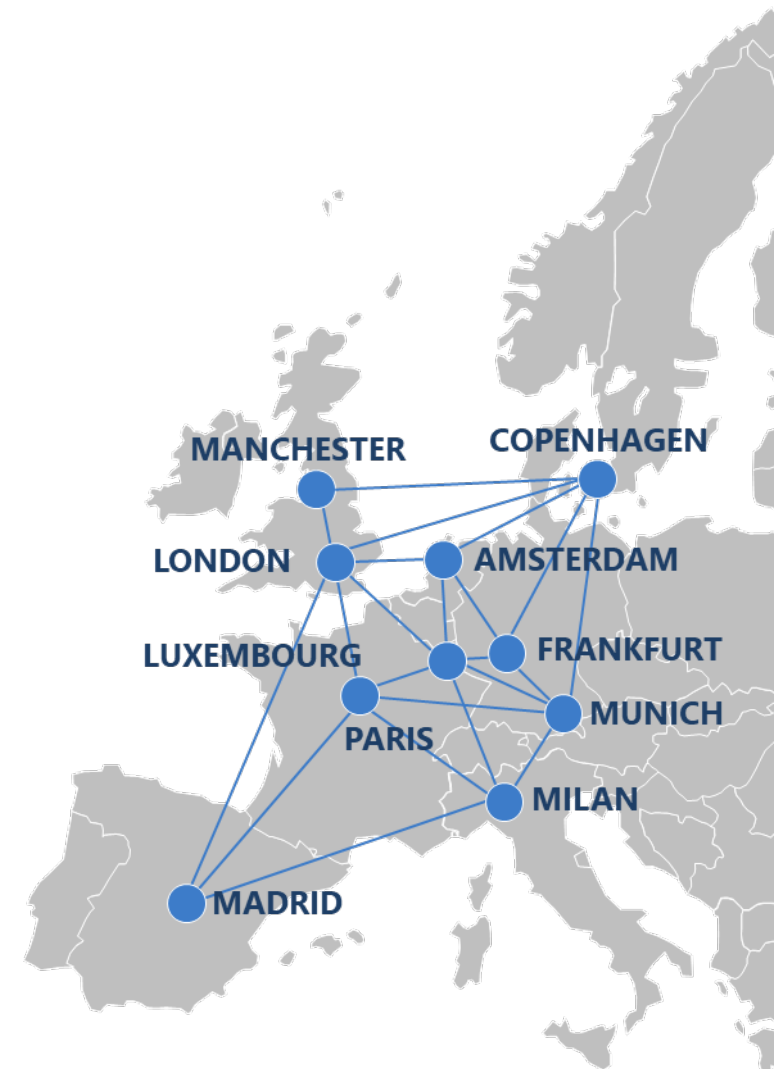 COPENHAGEN
MANCHESTER
LONDON
AMSTERDAM
LUXEMBOURG
FRANKFURT
MUNICH
PARIS
MILAN
MADRID